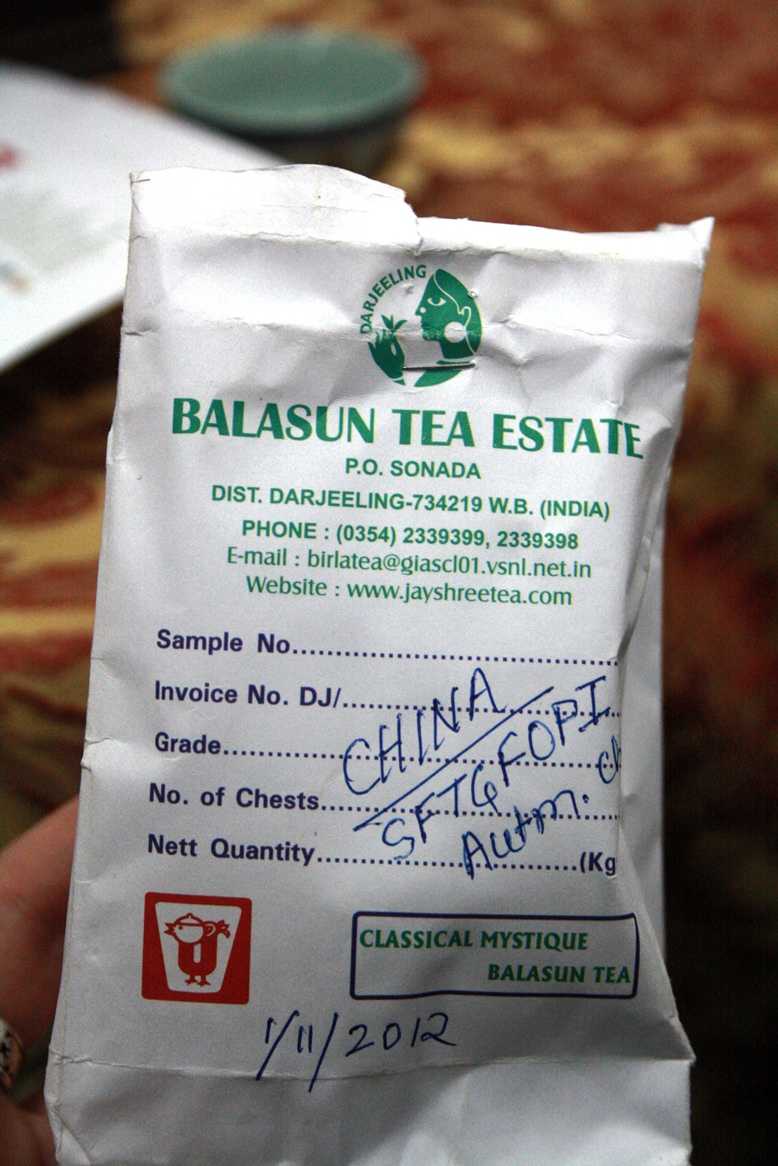 DARJEELING
BALASUN TEA ESTATE
P.O. SONADA
DIST. DARJEELING-734219 W.B. (INDIA)
PHONE : (0354) 2339399, 2339398
E-mail : birlatea@giascl01.vsnl.net.in
Website : www.jayshreetea.com
Sample No.............................................
Invoice No. DJ/.......................................
CHINA
Grade.............................................
SFTGFOPI
No. of Chests.......................................
Autm.
Nett Quantity....................................(Kg
CLASSICAL MYSTIQUE
BALASUN TEA
1/11/2012